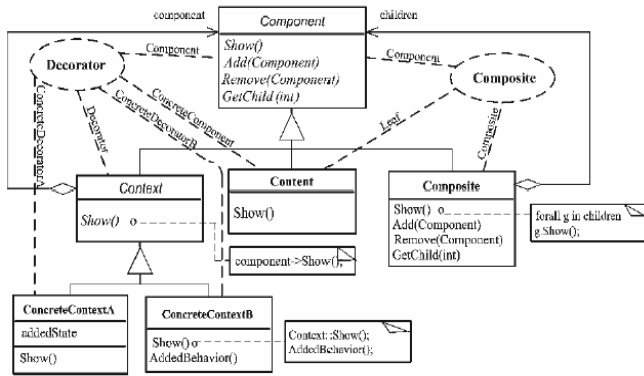 component
Component
children
Show()
Add(Component)
Remove(Component)
GetChild(int)
Component
Component
Decorator
Composite
ConcreteDecoratorA
Decorator
ConcreteDecoratorB
ConcreteComponent
Leaf
Composite
Context
Show()
Content
Show()
Composite
Show()
Add(Component)
Remove(Component)
GetChild(int)
forall g in children
g.Show();
component->Show();
ConcreteContextA
addedState
Show()
ConcreteContextB
Show()
AddedBehavior()
Context::Show();
AddedBehavior();